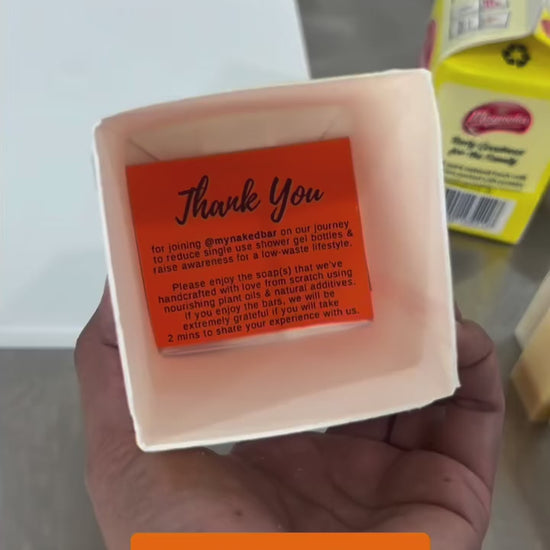 Thank You
for joining @mynakedbar on our journey
to reduce single use shower gel bottles &
raise awareness for a low-waste lifestyle.
Please enjoy the soap(s) that we've
handcrafted with love from scratch using
nourishing plant oils & natural additives.
If you enjoy the bars, we will be
extremely grateful if you will take
2 mins to share your experience with us.
Magnolia